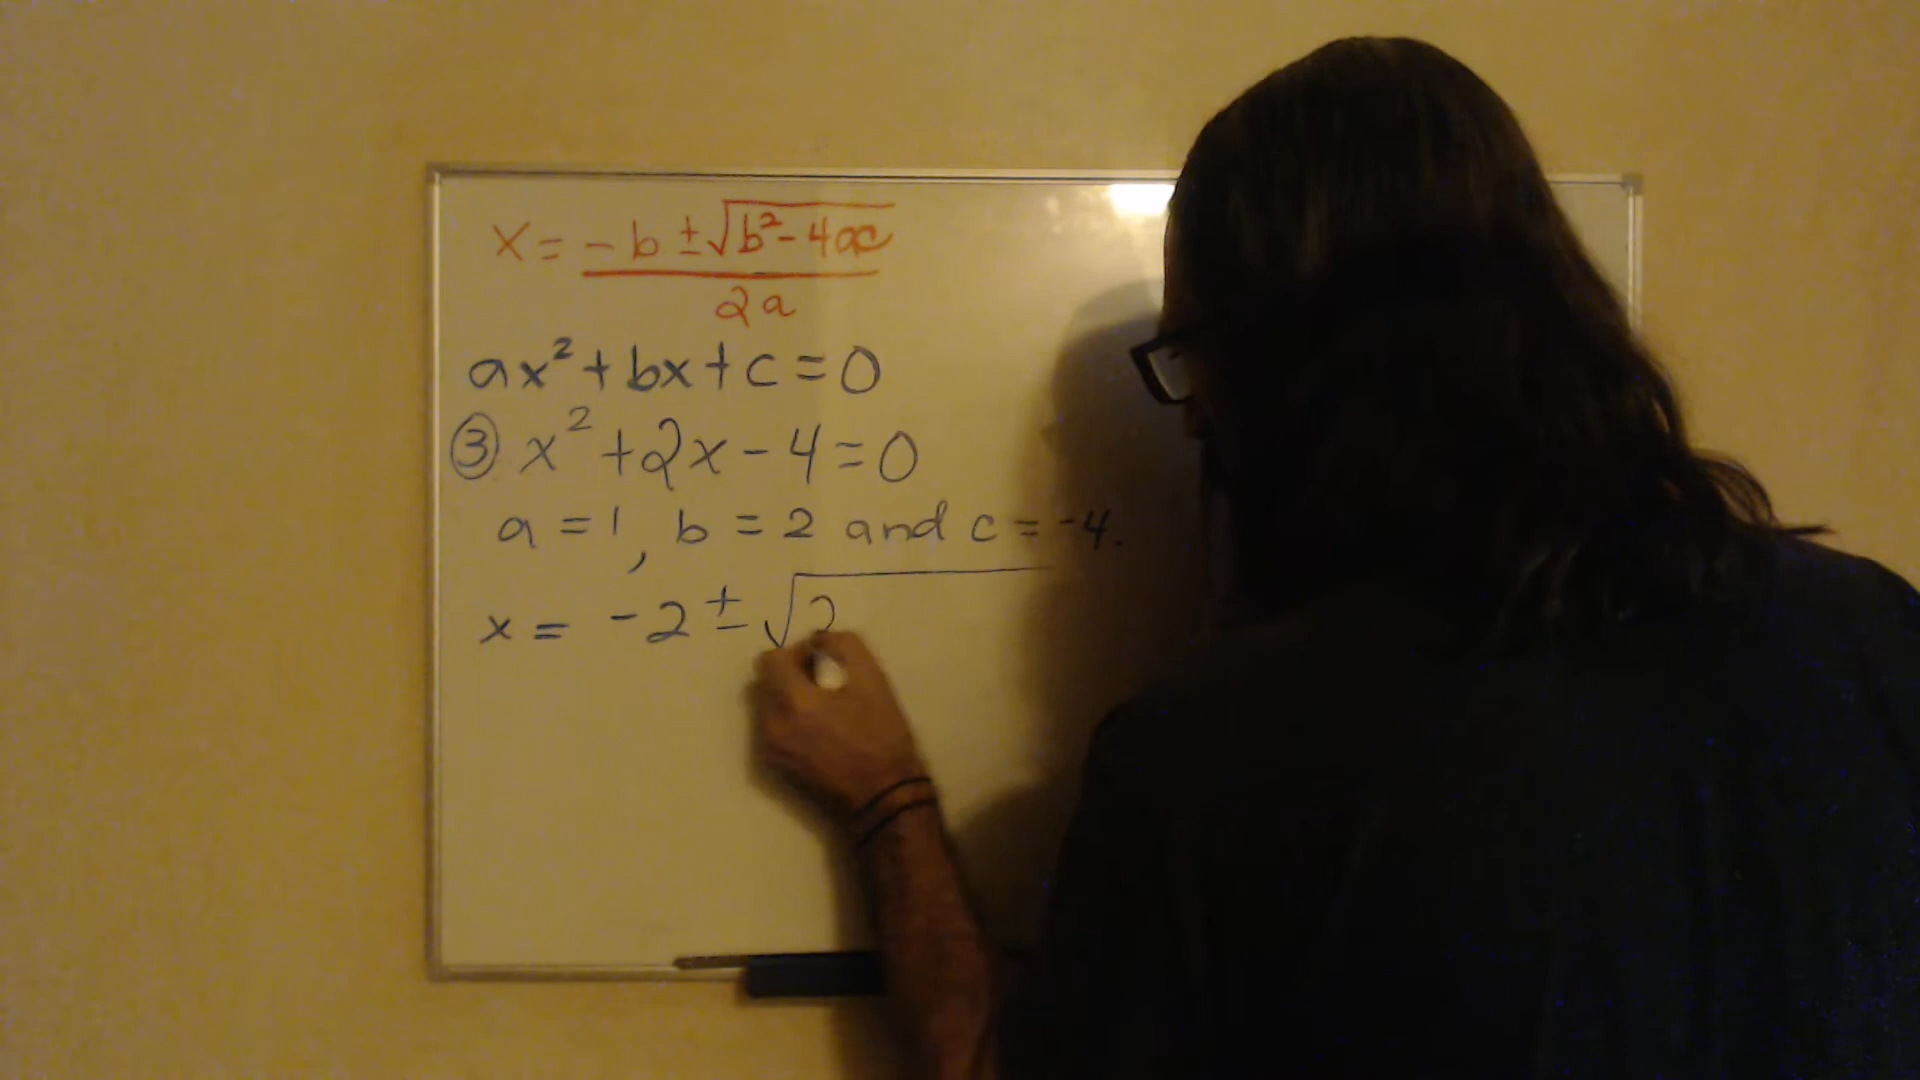 x = -b ± √b² - 4ac
2a
ax² + bx + c = 0
③ x² + 2x - 4 = 0
a = 1, b = 2 and c = -4.
x = -2 ± √2